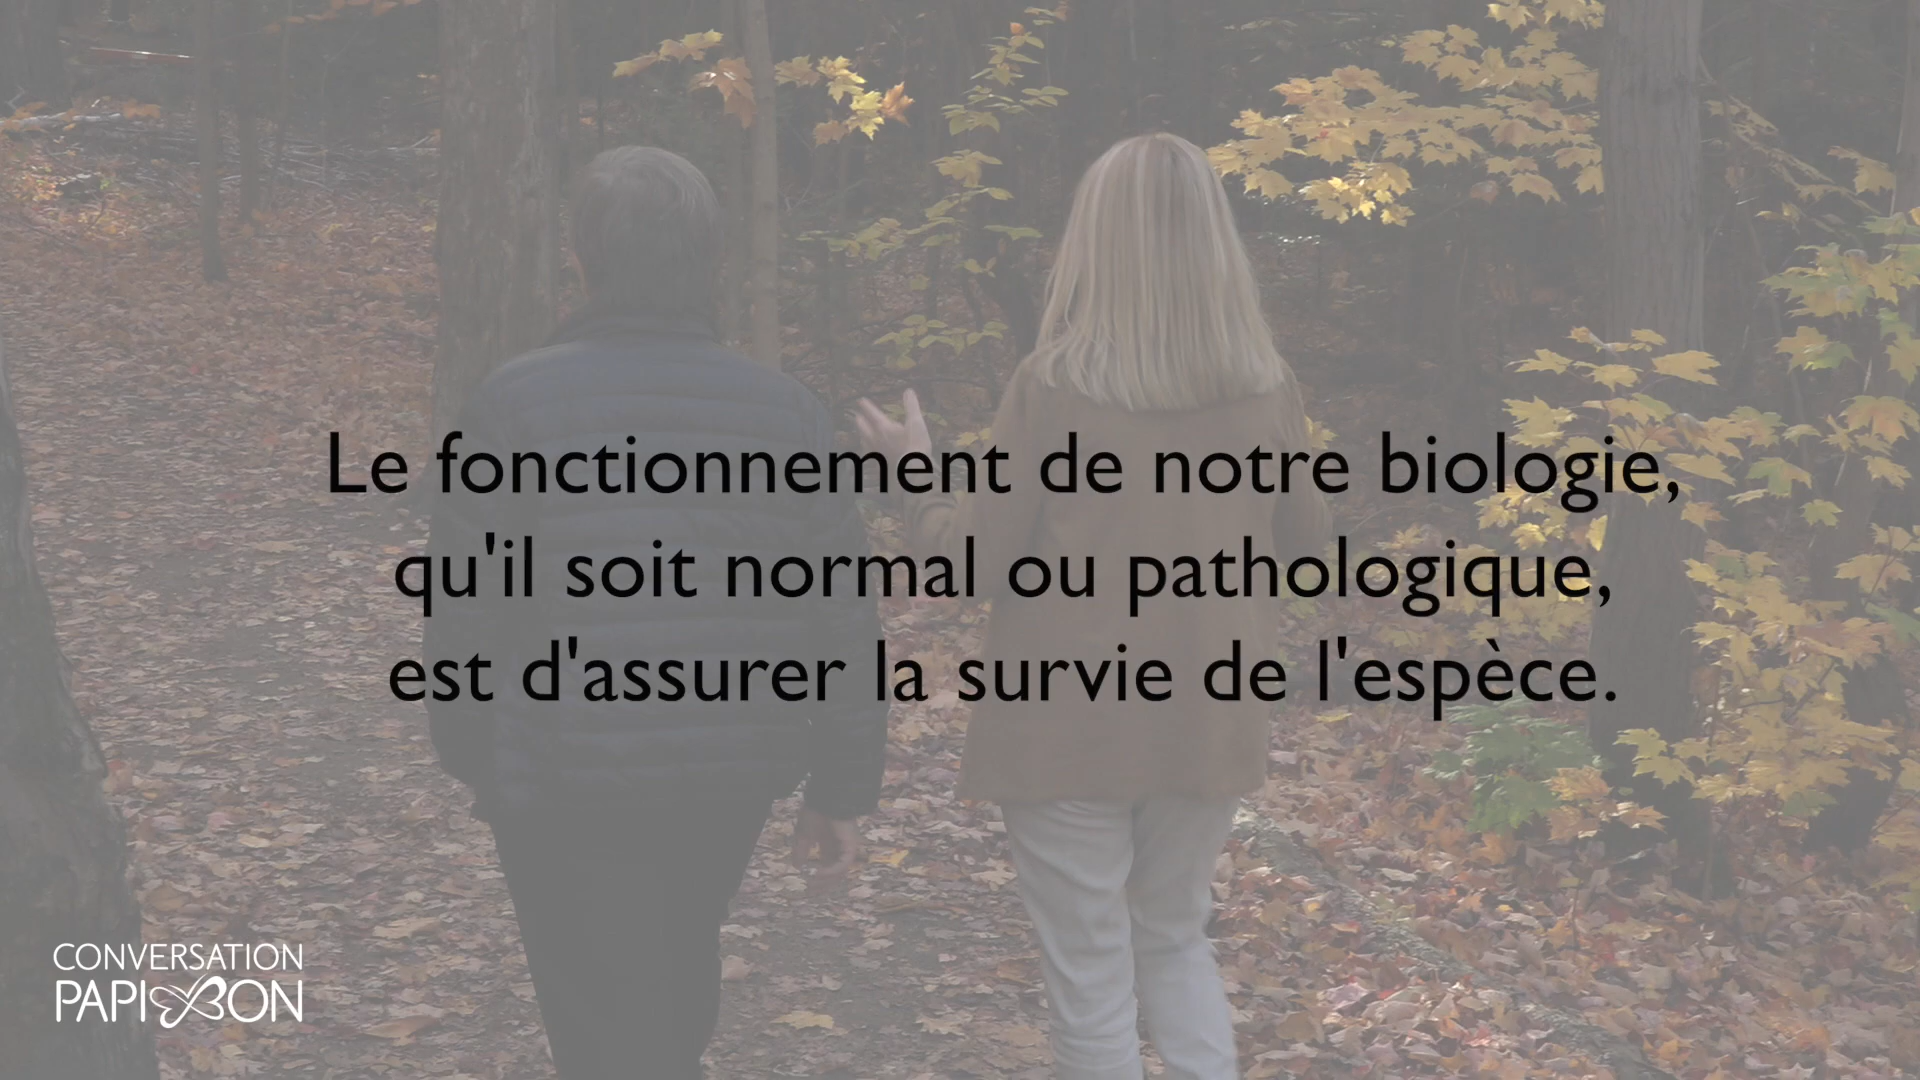 Le fonctionnement de notre biologie,
qu'il soit normal ou pathologique,
est d'assurer la survie de l'espèce.
CONVERSATION
PAPILLON